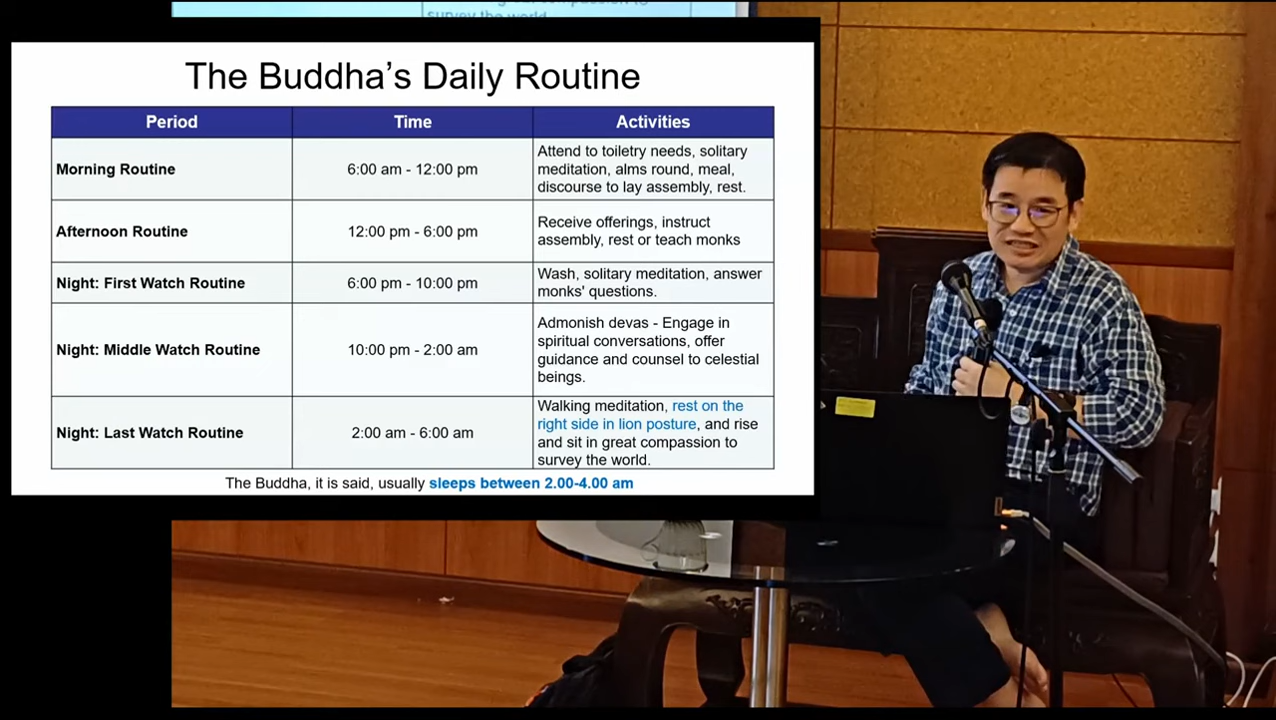 survey the world.
The Buddha's Daily Routine
Period Time Activities
Morning Routine 6:00 am - 12:00 pm Attend to toiletry needs, solitary
meditation, alms round, meal,
discourse to lay assembly, rest.
Afternoon Routine 12:00 pm - 6:00 pm Receive offerings, instruct
assembly, rest or teach monks
Night: First Watch Routine 6:00 pm - 10:00 pm Wash, solitary meditation, answer
monks' questions.
Night: Middle Watch Routine 10:00 pm - 2:00 am Admonish devas - Engage in
spiritual conversations, offer
guidance and counsel to celestial
beings.
Night: Last Watch Routine 2:00 am - 6:00 am Walking meditation, rest on the
right side in lion posture, and rise
and sit in great compassion to
survey the world.
The Buddha, it is said, usually sleeps between 2.00-4.00 am